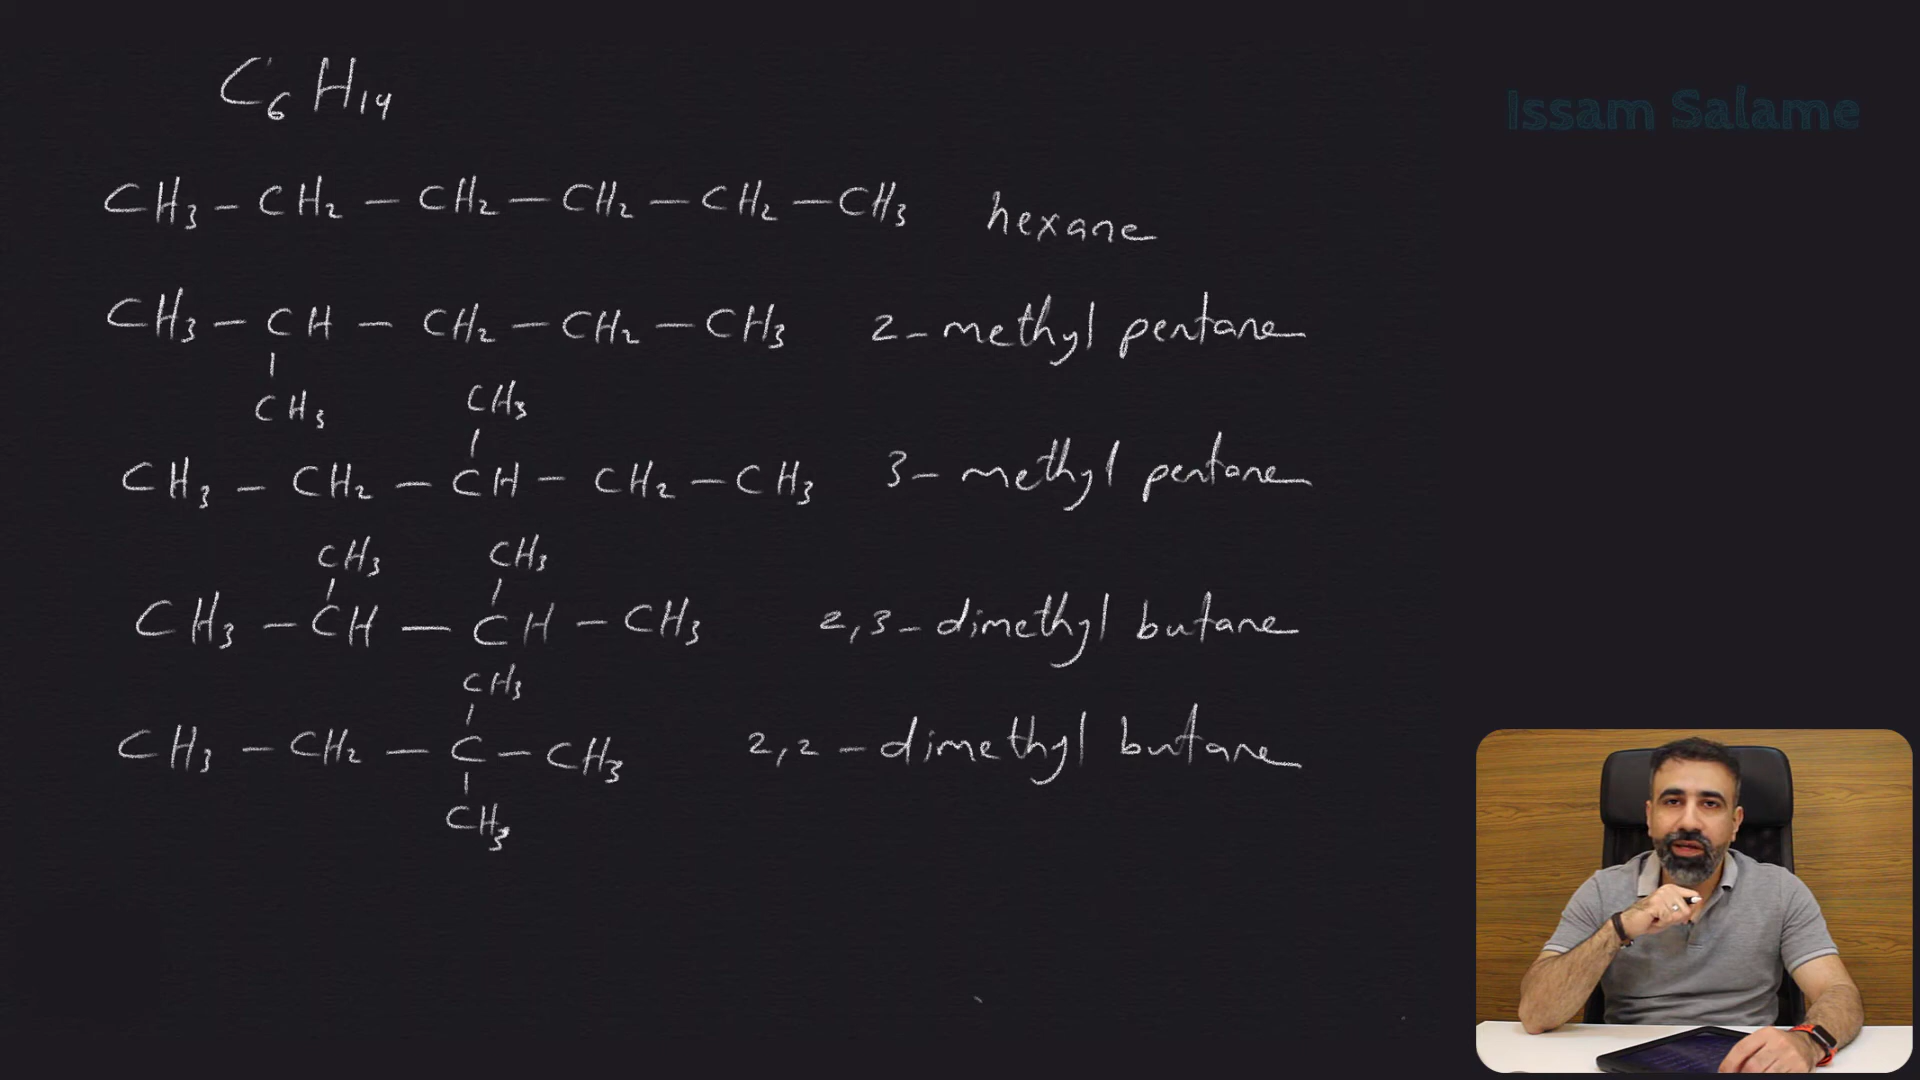 C₆H₁₄
Issam Salame
CH₃ – CH₂ – CH₂ – CH₂ – CH₂ – CH₃ hexane
CH₃ – CH – CH₂ – CH₂ – CH₃ 2-methyl pentane
CH₃
CH₃
CH₃ – CH₂ – CH – CH₂ – CH₃ 3-methyl pentane
CH₃ CH₃
CH₃ – CH – CH – CH₃ 2,3-dimethyl butane
CH₃
CH₃ – CH₂ – C – CH₃ 2,2-dimethyl butane
CH₃